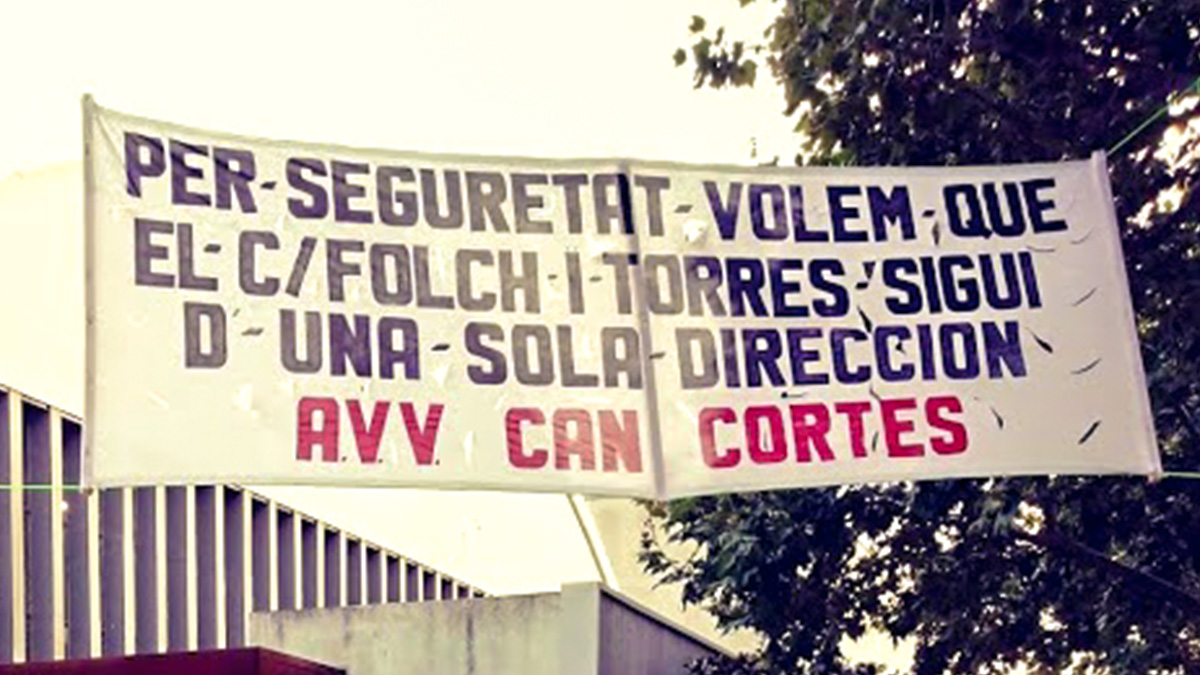 PER-SEGURETAT-VOLEM-QUE
EL-C/FOLCH-I-TORRES-SIGUI
D'-UNA-SOLA-DIRECCION
A.V.V. CAN CORTES